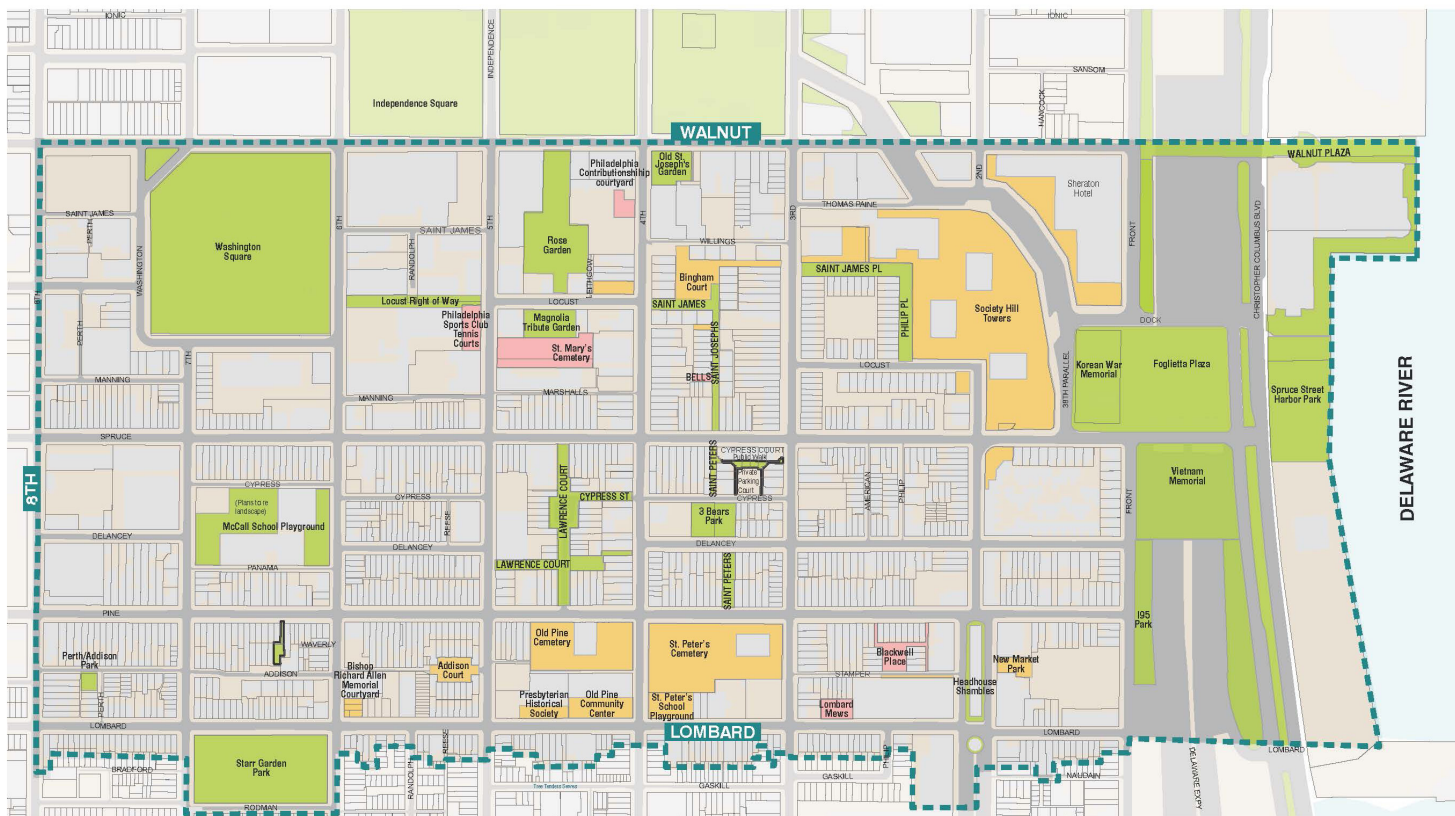 IONIC
INDEPENDENCE
IONIC
SANSOM
HANCOCK
Independence Square
WALNUT
WALNUT PLAZA
Old St.
Joseph's
Garden
Philadelphia
Contributionshihip
courtyard
2ND
Sheraton
Hotel
THOMAS PAINE
SAINT JAMES
PERTH
WASHINGTON
Washington
Square
6TH
SAINT JAMES
RANDOLPH
5TH
Rose
Garden
LEITHGOW
4TH
WILLINGS
3RD
FRONT
CHRISTOPHER COLUMBUS BLVD
Bingham
Court
SAINT JAMES PL
PHILIP PL
8TH
PERTH
Locust Right of Way
LOCUST
SAINT JAMES
SAINT JOSEPHS
Society Hill
Towers
DOCK
Philadelphia
Sports Club
Tennis
Courts
Magnolia
Tribute Garden
St. Mary's
Cemetery
7TH
LOCUST
38TH PARALLEL
Korean War
Memorial
Foglietta Plaza
Spruce Street
Harbor Park
DELAWARE RIVER
MANNING
MANNING
MARSHALLS
BELLS
SPRUCE
8TH
CYPRESS
CYPRESS
REESE
LAWRENCE COURT
CYPRESS ST
SAINT PETERS
CYPRESS COURT
Public Walk
Private
Parking
Court
CYPRESS
AMERICAN
PHILIP
FRONT
Vietnam
Memorial
(Plans to re
landscape)
McCall School Playground
3 Bears
Park
DELANCEY
DELANCEY
DELANCEY
PANAMA
LAWRENCE COURT
SAINT PETERS
PINE
I95
Park
Perth/Addison
Park
PERTH
WAVERLY
ADDISON
Bishop
Richard Allen
Memorial
Courtyard
Addison
Court
Old Pine
Cemetery
Presbyterian
Historical
Society
Old Pine
Community
Center
St. Peter's
Cemetery
St. Peter's
School
Playground
Blackwell
Place
STAMPER
Lombard
Mews
Headhouse
Shambles
New Market
Park
LOMBARD
LOMBARD
LOMBARD
LOMBARD
BRADFORD
Starr Garden
Park
RODMAN
RANDOLPH
REESE
GASKILL
GASKILL
PHILIP
NAUDAIN
DELAWARE EXPY